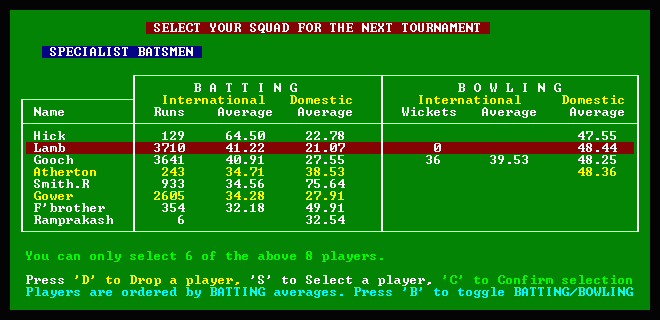 SELECT YOUR SQUAD FOR THE NEXT TOURNAMENT
SPECIALIST BATSMEN
B A T T I N G B O W L I N G
International Domestic International Domestic
Name Runs Average Average Wickets Average Average
Hick 129 64.50 22.78 47.55
Lamb 3710 41.22 21.07 0 48.44
Gooch 3641 40.91 27.55 36 39.53 48.25
Atherton 243 34.71 38.53 48.36
Smith.R 933 34.56 75.64
Gower 2605 34.28 27.91
F'brother 354 32.18 49.91
Ramprakash 6 32.54
You can only select 6 of the above 8 players.
Press 'D' to Drop a player, 'S' to Select a player, 'C' to Confirm selection
Players are ordered by BATTING averages. Press 'B' to toggle BATTING/BOWLING